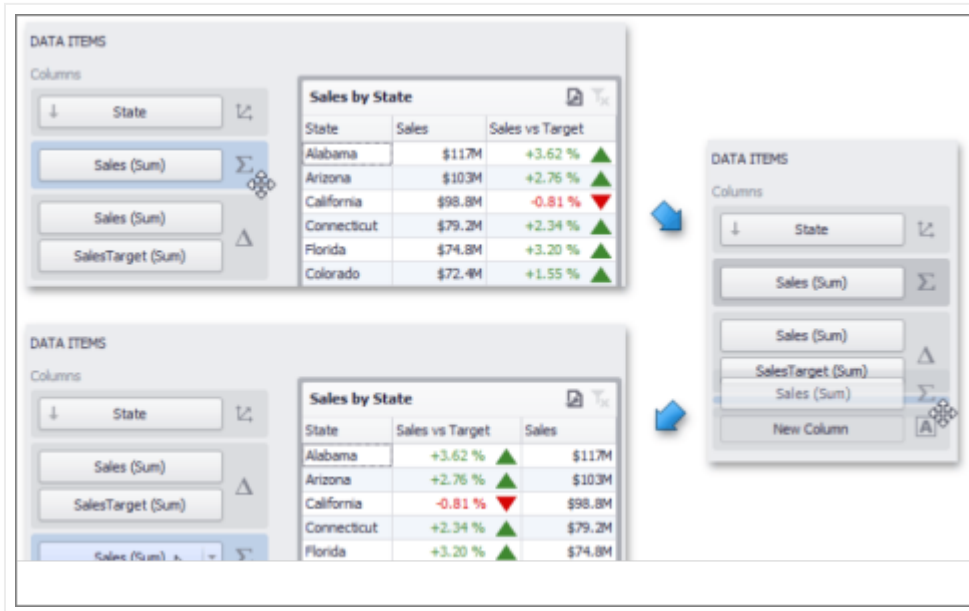 DATA ITEMS
Columns
State
Sales (Sum)
Σ
Sales (Sum)
SalesTarget (Sum)
Δ
Sales by State
State Sales Sales vs Target
Alabama $117M +3.62 %
Arizona $103M +2.76 %
California $98.8M -0.81 %
Connecticut $79.2M +2.34 %
Florida $74.8M +3.20 %
Colorado $72.4M +1.55 %
DATA ITEMS
Columns
State
Sales (Sum)
Σ
Sales (Sum)
Δ
SalesTarget (Sum)
Sales (Sum)
Σ
New Column
A
DATA ITEMS
Columns
State
Sales (Sum)
SalesTarget (Sum)
Δ
Sales (Sum)
Σ
Sales by State
State Sales vs Target Sales
Alabama +3.62 % $117M
Arizona +2.76 % $103M
California -0.81 % $98.8M
Connecticut +2.34 % $79.2M
Florida +3.20 % $74.8M